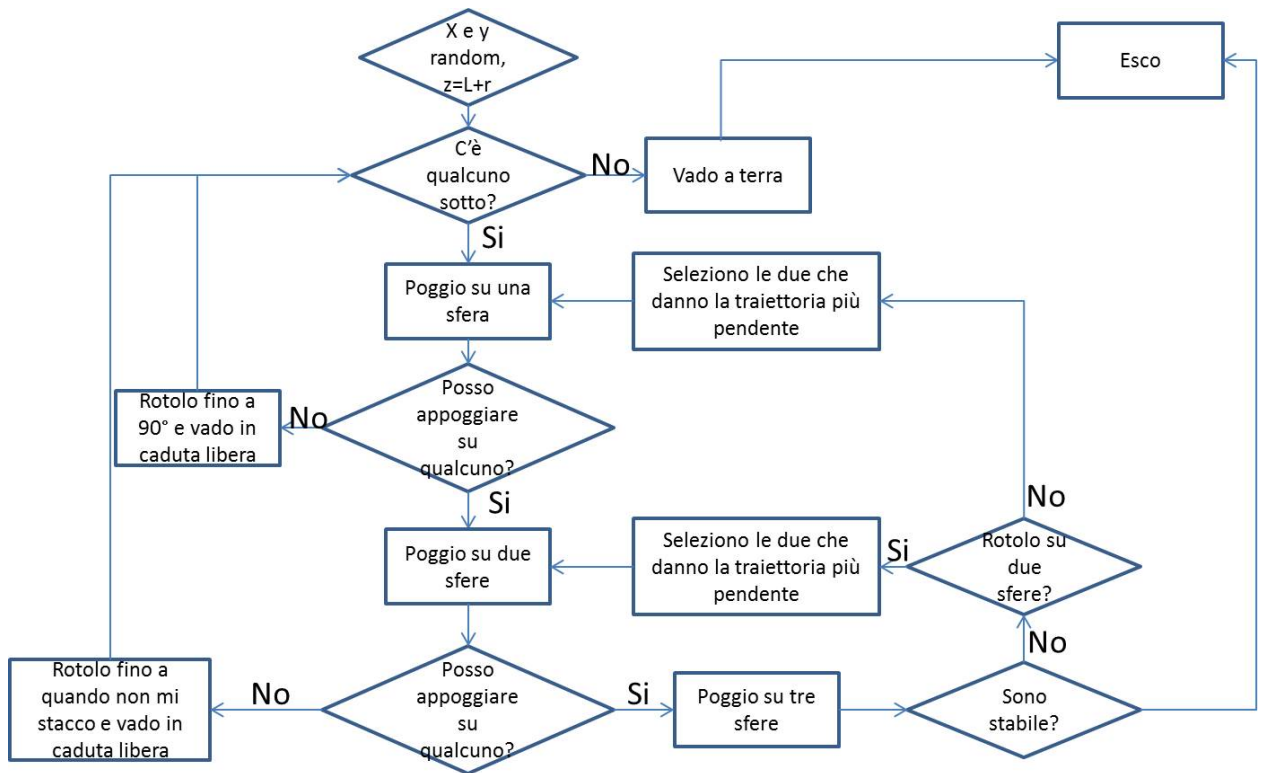 X e y
random,
z=L+r
Esco
C'è
qualcuno
sotto?
No
Vado a terra
Si
Poggio su una
sfera
Seleziono le due che
danno la traiettoria più
pendente
Rotolo fino a
90° e vado in
caduta libera
No
Posso
appoggiare
su
qualcuno?
Si
No
Poggio su due
sfere
Seleziono le due che
danno la traiettoria più
pendente
Si
Rotolo su
due
sfere?
No
Rotolo fino a
quando non mi
stacco e vado in
caduta libera
No
Posso
appoggiare
su
qualcuno?
Si
Poggio su tre
sfere
Sono
stabile?